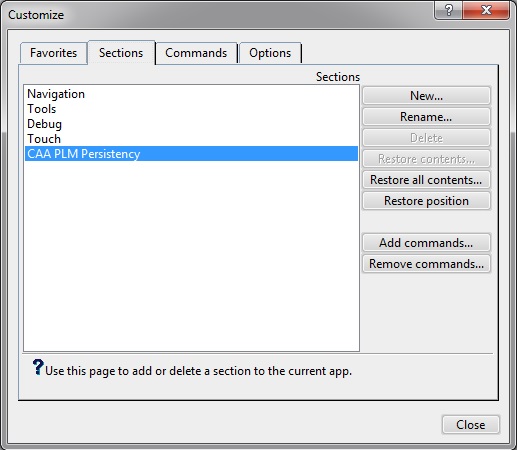 Customize
?
Favorites Sections Commands Options
Sections
Navigation
Tools
Debug
Touch
CAA PLM Persistency
New...
Rename...
Delete
Restore contents...
Restore all contents...
Restore position
Add commands...
Remove commands...
? Use this page to add or delete a section to the current app.
Close